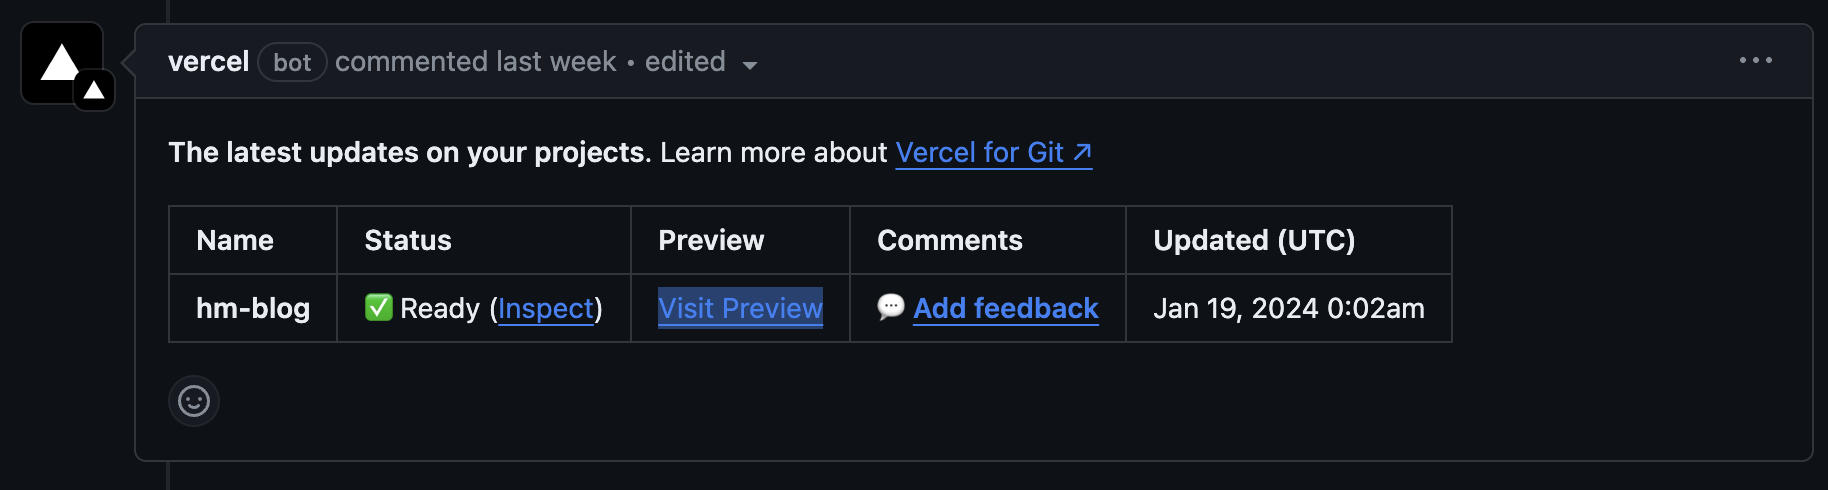 vercel bot commented last week • edited
The latest updates on your projects. Learn more about Vercel for Git ↗
Name Status Preview Comments Updated (UTC)
hm-blog ✅ Ready (Inspect) Visit Preview 💬 Add feedback Jan 19, 2024 0:02am